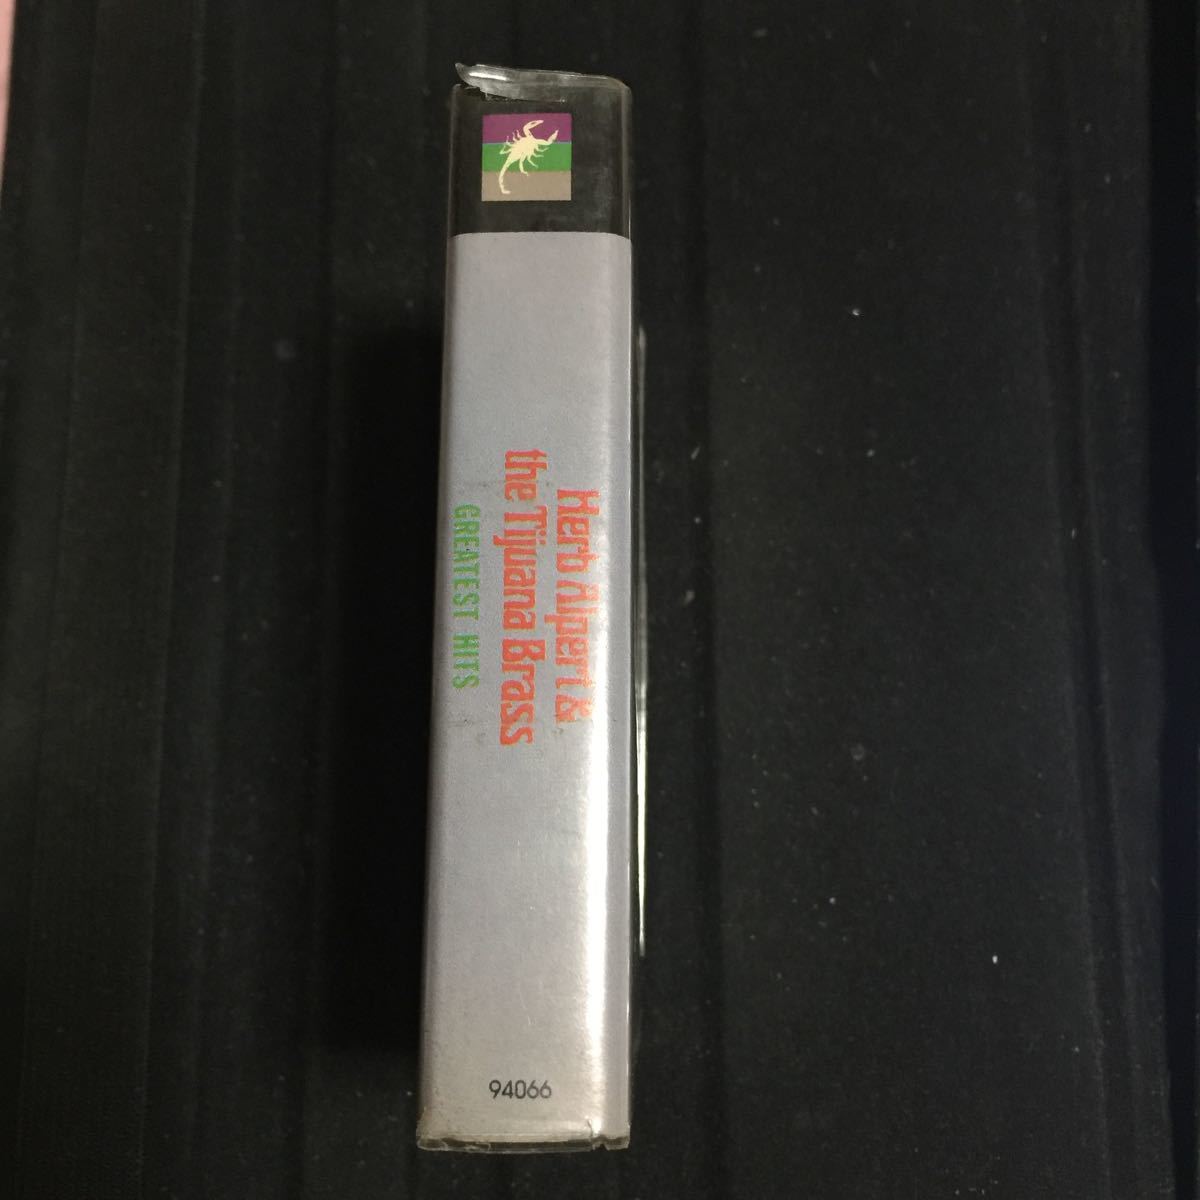 Herb Alpert &
the Tijuana Brass
GREATEST HITS
94066